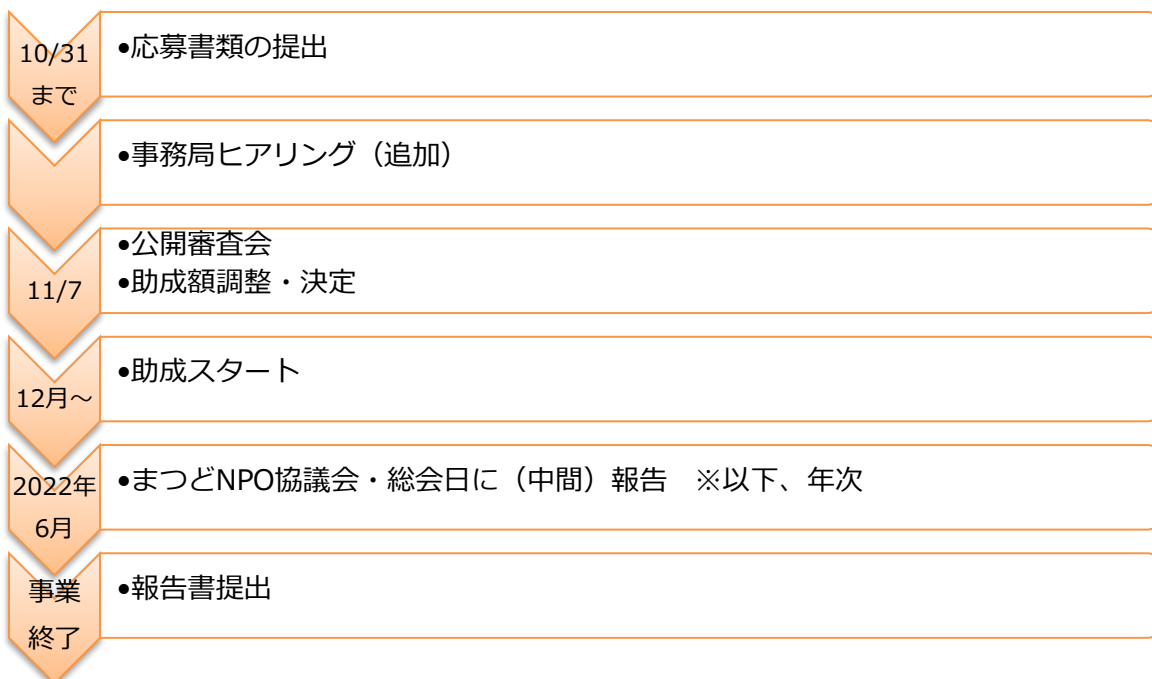 10/31
まで
•応募書類の提出
•事務局ヒアリング（追加）
11/7
•公開審査会
•助成額調整・決定
12月～
•助成スタート
2022年
6月
•まつどNPO協議会・総会日に（中間）報告　※以下、年次
事業
終了
•報告書提出